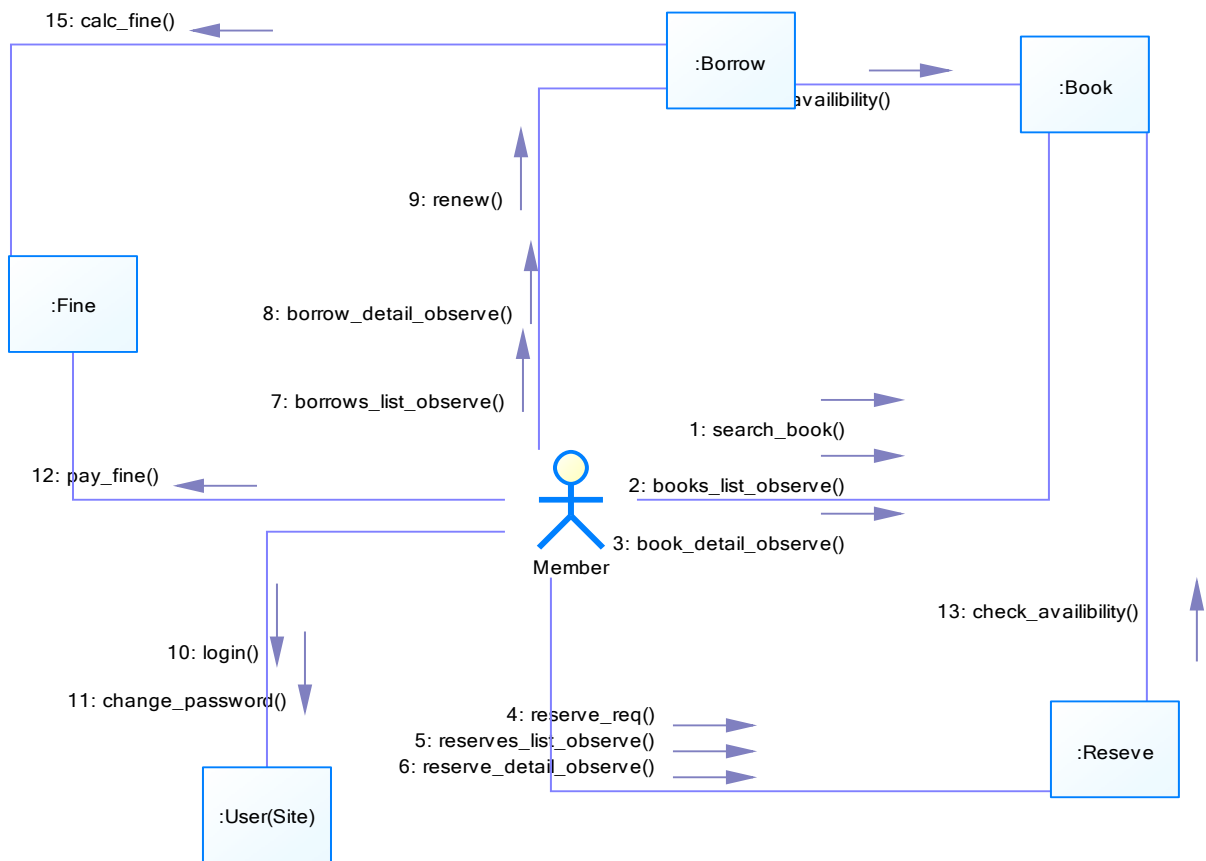 15: calc_fine()
:Borrow
:Book
availibility()
9: renew()
:Fine
8: borrow_detail_observe()
7: borrows_list_observe()
1: search_book()
12: pay_fine()
2: books_list_observe()
3: book_detail_observe()
Member
13: check_availibility()
10: login()
11: change_password()
4: reserve_req()
5: reserves_list_observe()
6: reserve_detail_observe()
:Reseve
:User(Site)